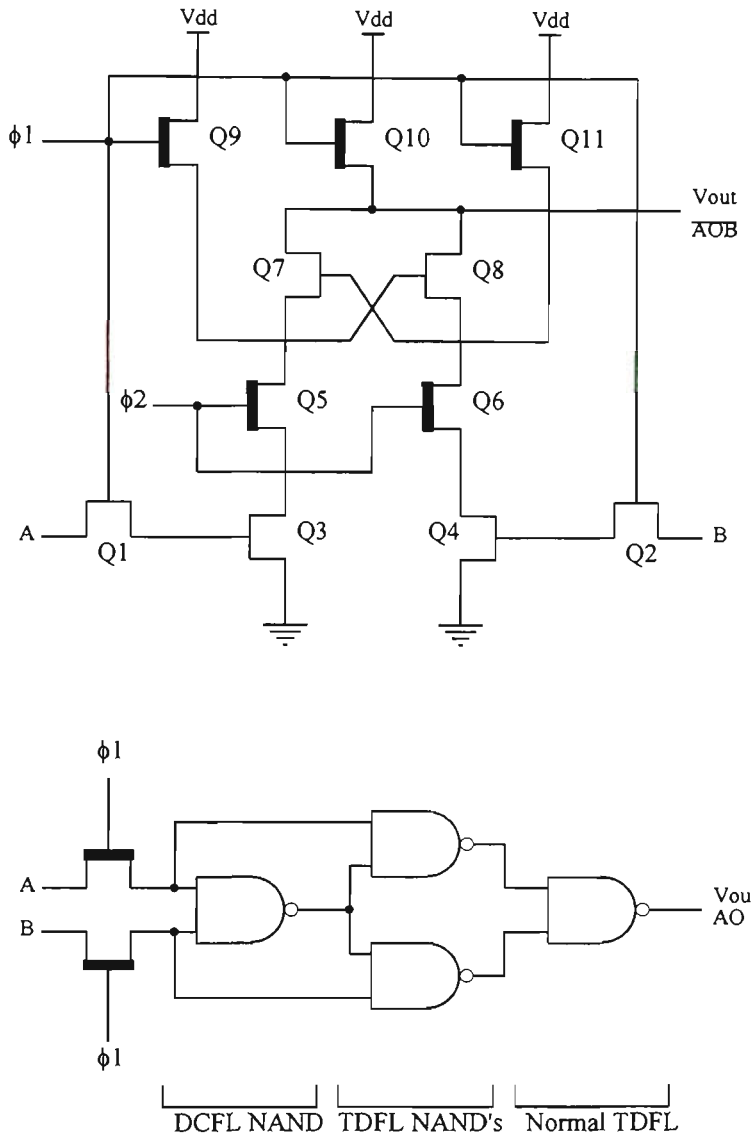 Vdd Vdd Vdd
ϕ1 Q9 Q10 Q11
Vout
AOB
Q7 Q8
ϕ2 Q5 Q6
A Q1 Q3 Q4 Q2 B
ϕ1
A
B
Vou
AO
ϕ1
DCFL NAND TDFL NAND's Normal TDFL